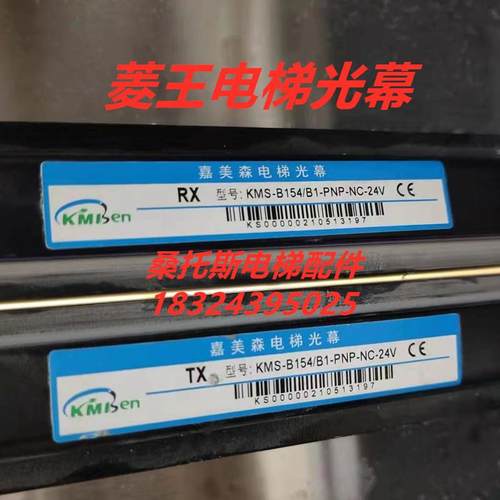 菱王电梯光幕
嘉美森电梯光幕
RX 型号: KMS-B154/B1-PNP-NC-24V CE
KMISen
KS00000210513197
桑托斯电梯配件
18324395025
嘉美森电梯光幕
TX 型号: KMS-B154/B1-PNP-NC-24V CE
KMISen
KS00000210513197